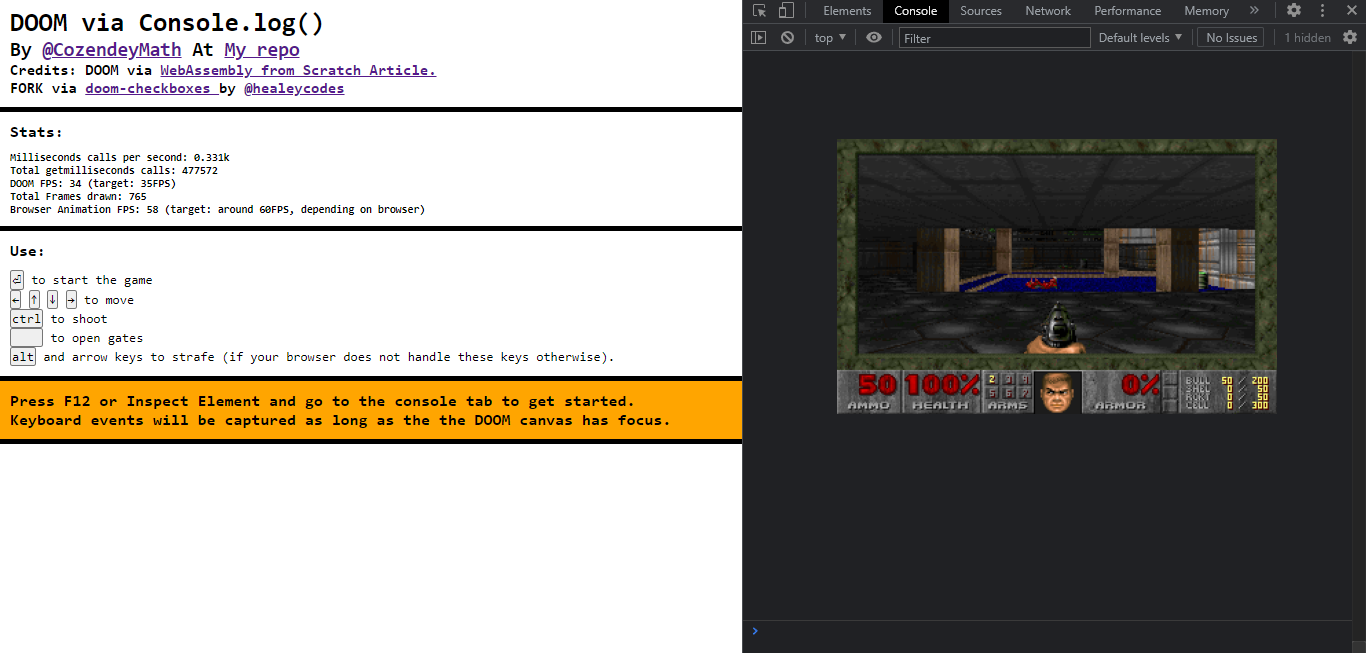 DOOM via Console.log()
By @CozendeyMath At My repo
Credits: DOOM via WebAssembly from Scratch Article.
FORK via doom-checkboxes by @healeycodes
Stats:
Milliseconds calls per second: 0.331k
Total getmilliseconds calls: 477572
DOOM FPS: 34 (target: 35FPS)
Total Frames drawn: 765
Browser Animation FPS: 58 (target: around 60FPS, depending on browser)
Use:
⏎ to start the game
← ↑ ↓ → to move
ctrl to shoot
to open gates
alt and arrow keys to strafe (if your browser does not handle these keys otherwise).
Press F12 or Inspect Element and go to the console tab to get started.
Keyboard events will be captured as long as the the DOOM canvas has focus.
Elements Console Sources Network Performance Memory »
top ▼ Filter Default levels ▼ No Issues 1 hidden
50 100% 2 3 4 0% BULL 50 / 200
5 6 7 SHEL 0 / 50
RCKT 0 / 50
AMMO HEALTH ARMS ARMOR CELL 0 / 300
>